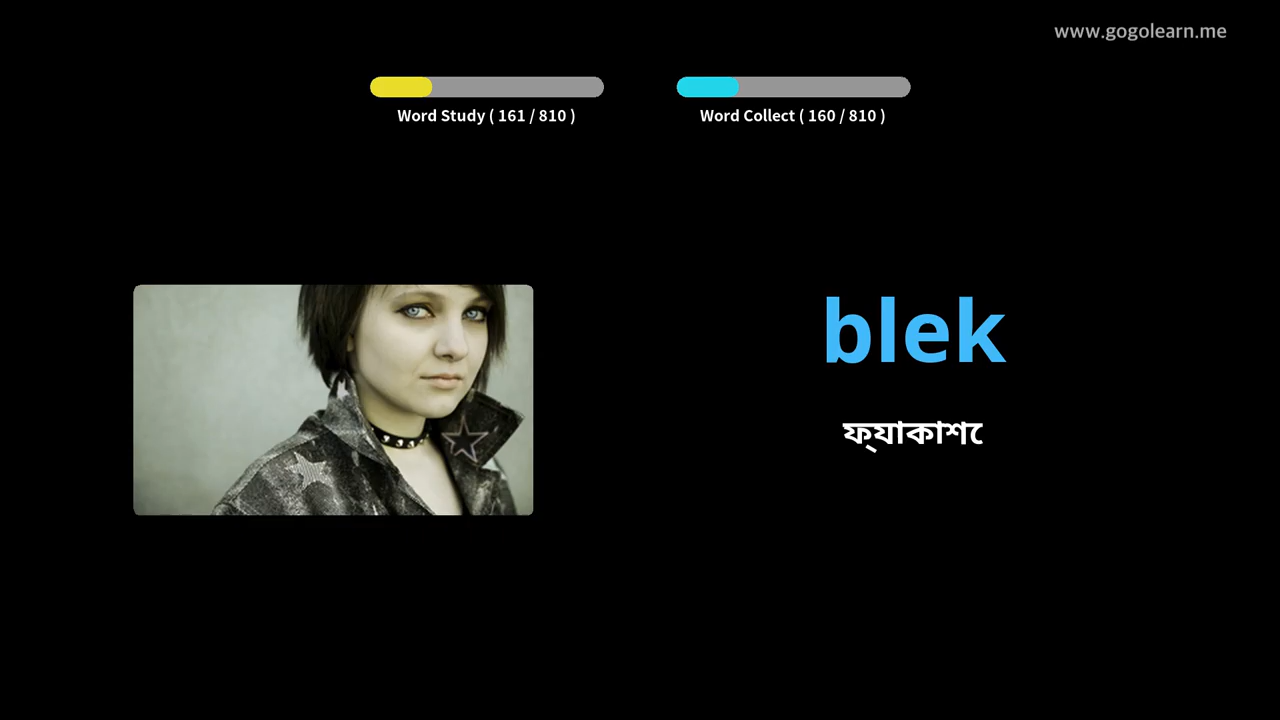 www.gogolearn.me
Word Study ( 161 / 810 )
Word Collect ( 160 / 810 )
blek
ফ্যাকাশে